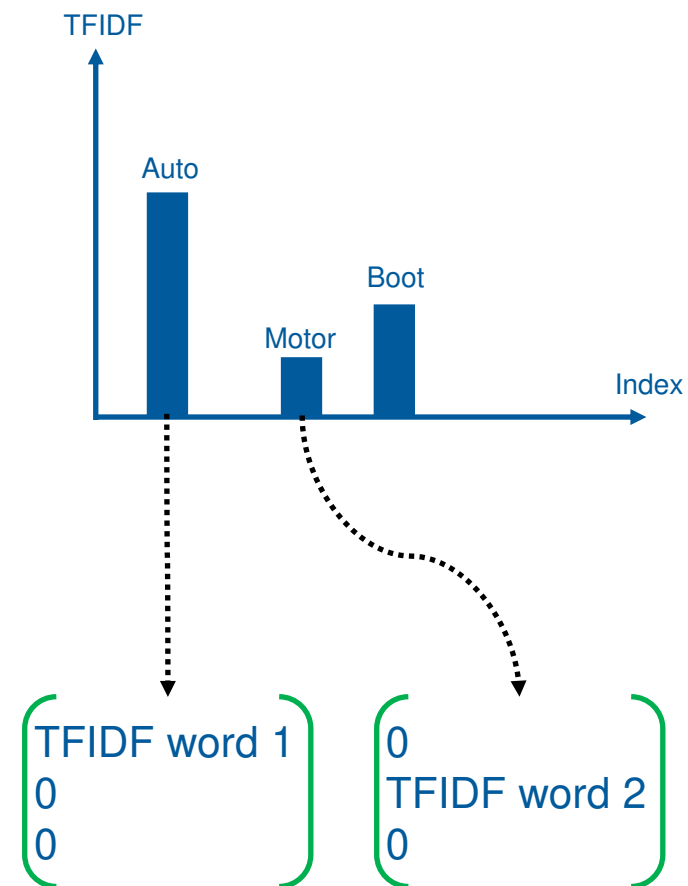 TFIDF
Auto
Boot
Motor
Index
TFIDF word 1
0
0
0
TFIDF word 2
0